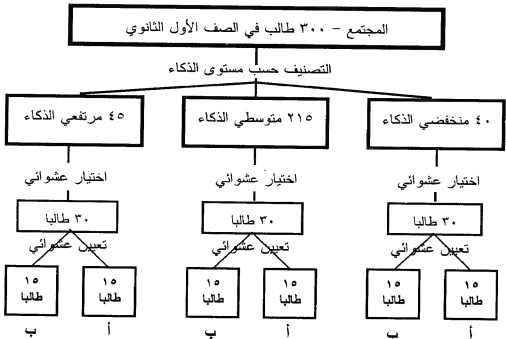 المجتمع - ٣٠٠ طالب في الصف الأول الثانوي
التصنيف حسب مستوى الذكاء
٤٠ منخفضي الذكاء
٢١٥ متوسطي الذكاء
٤٥ مرتفعي الذكاء
اختيار عشوائي
اختيار عشوائي
اختيار عشوائي
٣٠ طالبا
٣٠ طالبا
٣٠ طالبا
تعيين عشوائي
تعيين عشوائي
تعيين عشوائي
١٥
طالبا
١٥
طالبا
١٥
طالبا
١٥
طالبا
١٥
طالبا
١٥
طالبا
أ
ب
أ
ب
أ
ب